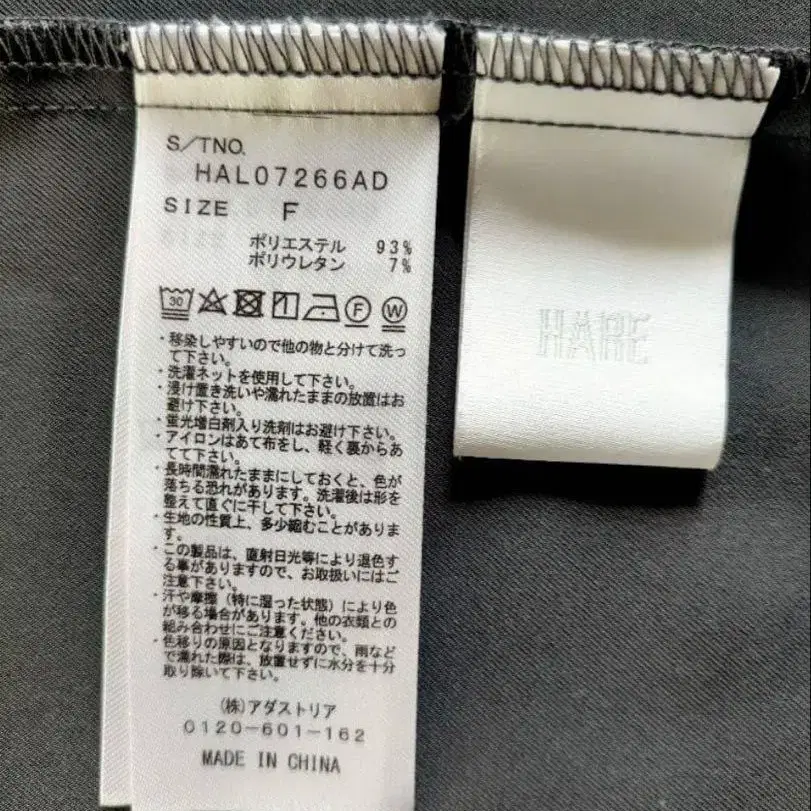 S/TNO.
HAL07266AD
SIZE F
ポリエステル 93%
ポリウレタン 7%
30
F
W
・移染しやすいので他の物と分けて洗っ
て下さい。
・洗濯ネットを使用して下さい。
・浸け置き洗いや濡れたままの放置はお
避け下さい。
・蛍光増白剤入り洗剤はお避け下さい。
・アイロンはあて布をし、軽く裏からあ
てて下さい。
・長時間濡れたままにしておくと、色が
落ちる恐れがあります。洗濯後は形を
整えて直ぐに干して下さい。
・生地の性質上、多少縮むことがありま
す。
・この製品は、直射日光等により退色す
る事がありますので、お取扱いにはご
注意下さい。
・汗や摩擦（特に湿った状態）により色
が移る場合があります。他の衣類との
組み合わせにご注意ください。
・色移りの原因となりますので、雨など
で濡れた際は、放置せずに水分を十分
取り除いて下さい。
(株)アダストリア
0120-601-162
MADE IN CHINA
HARE